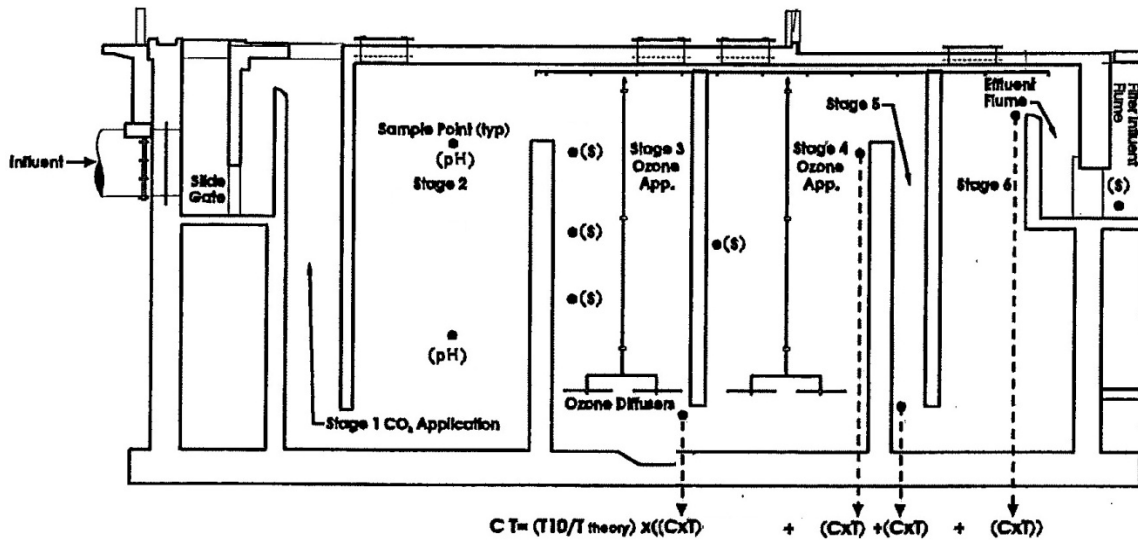 Influent
Slide
Gate
Sample Point (typ)
(pH)
Stage 2
(pH)
Stage 1 CO₂ Application
(S)
(S)
(S)
Stage 3
Ozone
App.
(S)
Ozone Diffusers
Stage 4
Ozone
App.
Stage 5
Effluent
Flume
Stage 6
Filter Influent
Flume
(S)
C T= (T10/T theory) x((CxT) + (CxT) +(CxT) + (CxT))